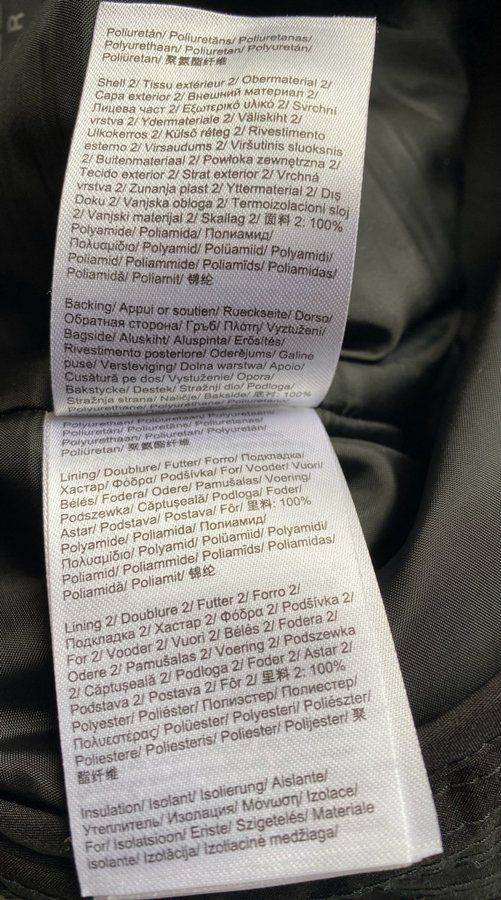 Poliuretán/ Poliuretāns/ Poliuretanas/
Polyurethaan/ Poliuretan/ Polyuretán/
Poliüretan/ 聚氨酯纤维
Shell 2/ Tissu extérieur 2/ Obermaterial 2/
Capa exterior 2/ Внешний материал 2/
Лицева част 2/ Εξωτερικό υλικό 2/ Svrchní
vrstva 2/ Ydermateriale 2/ Väliskiht 2/
Ulkokerros 2/ Külső réteg 2/ Rivestimento
esterno 2/ Virsaudums 2/ Viršutinis sluoksnis
2/ Buitenmateriaal 2/ Powłoka zewnętrzna 2/
Tecido exterior 2/ Strat exterior 2/ Vrchná
vrstva 2/ Zunanja plast 2/ Yttermaterial 2/ Dış
Doku 2/ Vanjska obloga 2/ Termoizolacioni sloj
2/ Vanjski materijal 2/ Skallag 2/ 面料 2: 100%
Polyamide/ Poliamida/ Полиамид/
Πολυαμίδιο/ Polyamid/ Polüamiid/ Polyamidi/
Poliamid/ Poliammide/ Poliamīds/ Poliamidas/
Poliamidă/ Poliamit/ 锦纶
Backing/ Appui or soutien/ Rueckseite/ Dorso/
Обратная сторона/ Гръб/ Πλάτη/ Vyztužení/
Bagside/ Aluskiht/ Aluspinta/ Erősítés/
Rivestimento posteriore/ Oderējums/ Galinė
pusė/ Versteviging/ Dolna warstwa/ Apoio/
Cusătură pe dos/ Vystuženie/ Opora/
Bakstycke/ Destek/ Stražnji dio/ Podloga/
Stražnja strana/ Naličje/ Bakside/ 底衬: 100%
Poliuretán/ Poliuretāns/ Poliuretanas/
Polyurethaan/ Poliuretan/ Polyuretán/
Poliüretan/ 聚氨酯纤维
Lining/ Doublure/ Futter/ Forro/ Подкладка/
Хастар/ Φόδρα/ Podšívka/ For/ Vooder/ Vuori/
Bélés/ Fodera/ Odere/ Pamušalas/ Voering/
Podszewka/ Căptușeală/ Podloga/ Foder/
Astar/ Podstava/ Postava/ Fôr/ 里料: 100%
Polyamide/ Poliamida/ Полиамид/
Πολυαμίδιο/ Polyamid/ Polüamiid/ Polyamidi/
Poliamid/ Poliammide/ Poliamīds/ Poliamidas/
Poliamidă/ Poliamit/ 锦纶
Lining 2/ Doublure 2/ Futter 2/ Forro 2/
Подкладка 2/ Хастар 2/ Φόδρα 2/ Podšívka 2/
For 2/ Vooder 2/ Vuori 2/ Bélés 2/ Fodera 2/
Odere 2/ Pamušalas 2/ Voering 2/ Podszewka
2/ Căptușeală 2/ Podloga 2/ Foder 2/ Astar 2/
Podstava 2/ Postava 2/ Fôr 2/ 里料 2: 100%
Polyester/ Poliéster/ Полиэстер/ Полиестер/
Πολυεστέρας/ Polüester/ Polyesteri/ Poliészter/
Poliestere/ Poliesteris/ Poliester/ Polijester/ 聚
酯纤维
Insulation/ Isolant/ Isolierung/ Aislante/
Утеплитель/ Изолация/ Μόνωση/ Izolace/
For/ Isolatsioon/ Eriste/ Szigetelés/ Materiale
isolante/ Izolācija/ Izoliacinė medžiaga/